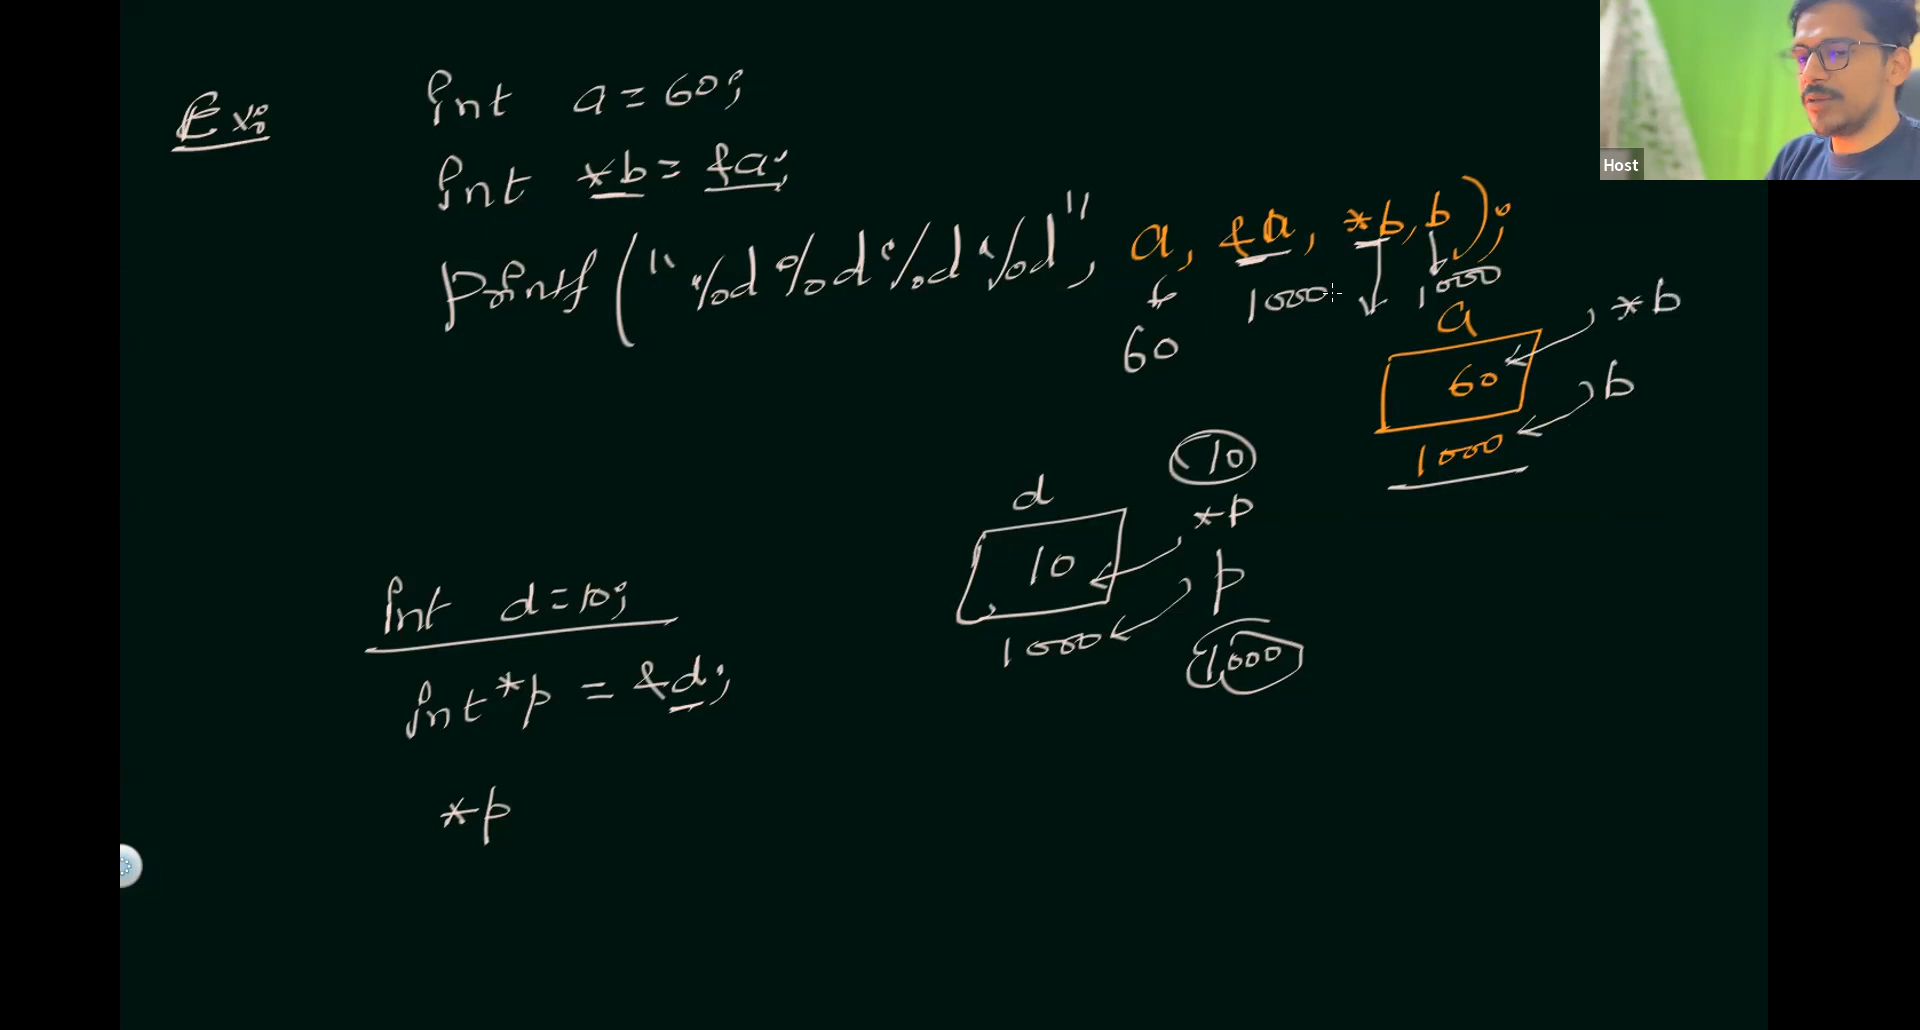 Ex:
int a=60;
int *b = &a;
printf("%d %d %d %d", a, &a, *b, b);
60
1000
1000
a
60
1000
*b
b
10
d
*p
10
p
1000
1000
int d=10;
int *p = &d;
*p
Host